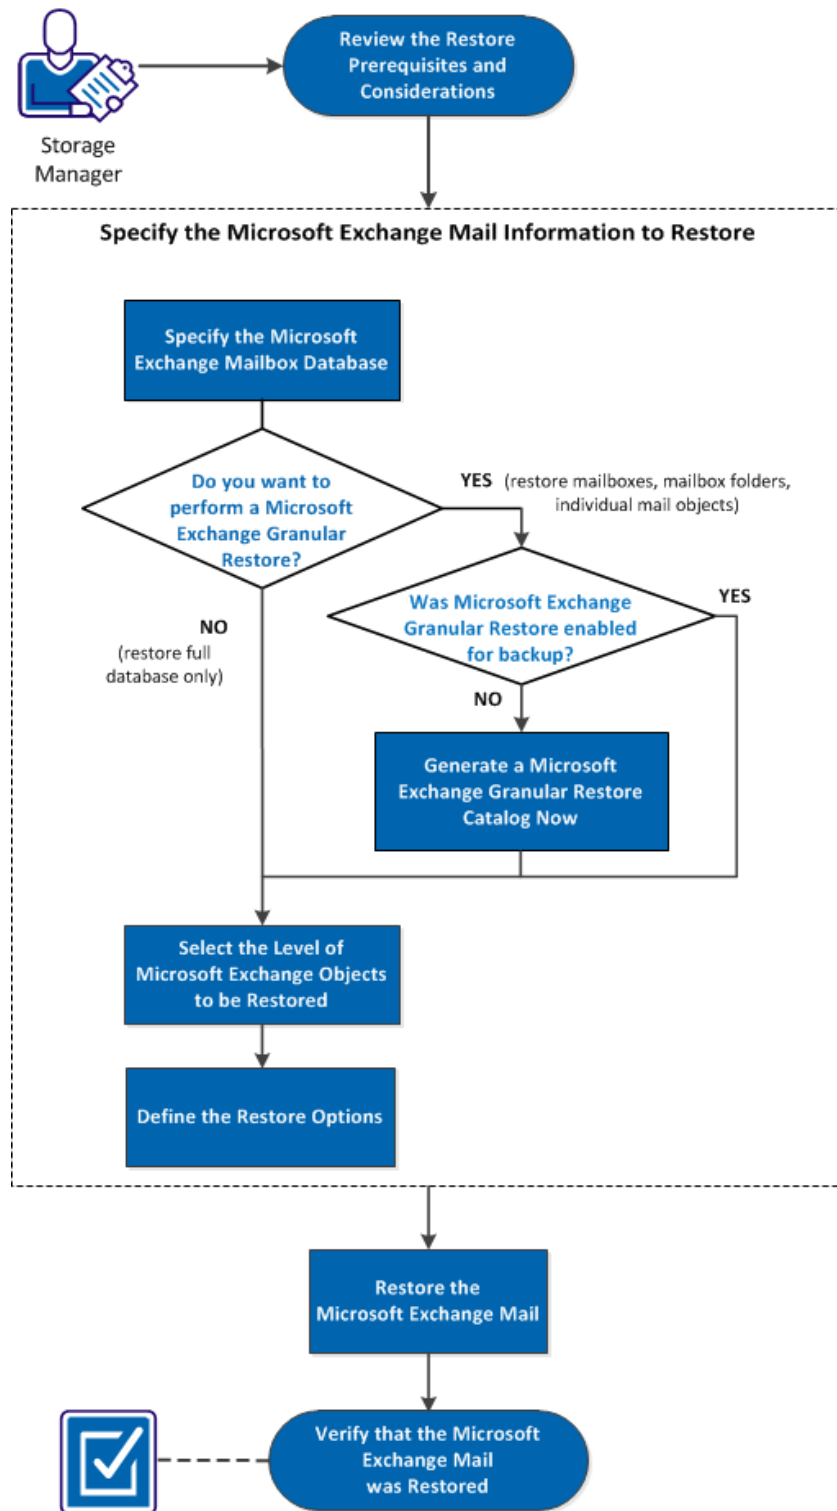 Review the Restore
Prerequisites and
Considerations
Storage
Manager
Specify the Microsoft Exchange Mail Information to Restore
Specify the Microsoft
Exchange Mailbox Database
Do you want to
perform a Microsoft
Exchange Granular
Restore?
YES (restore mailboxes, mailbox folders,
individual mail objects)
Was Microsoft Exchange
Granular Restore enabled
for backup?
YES
NO
(restore full
database only)
NO
Generate a Microsoft
Exchange Granular Restore
Catalog Now
Select the Level of
Microsoft Exchange Objects
to be Restored
Define the Restore Options
Restore the
Microsoft Exchange Mail
Verify that the Microsoft
Exchange Mail
was Restored